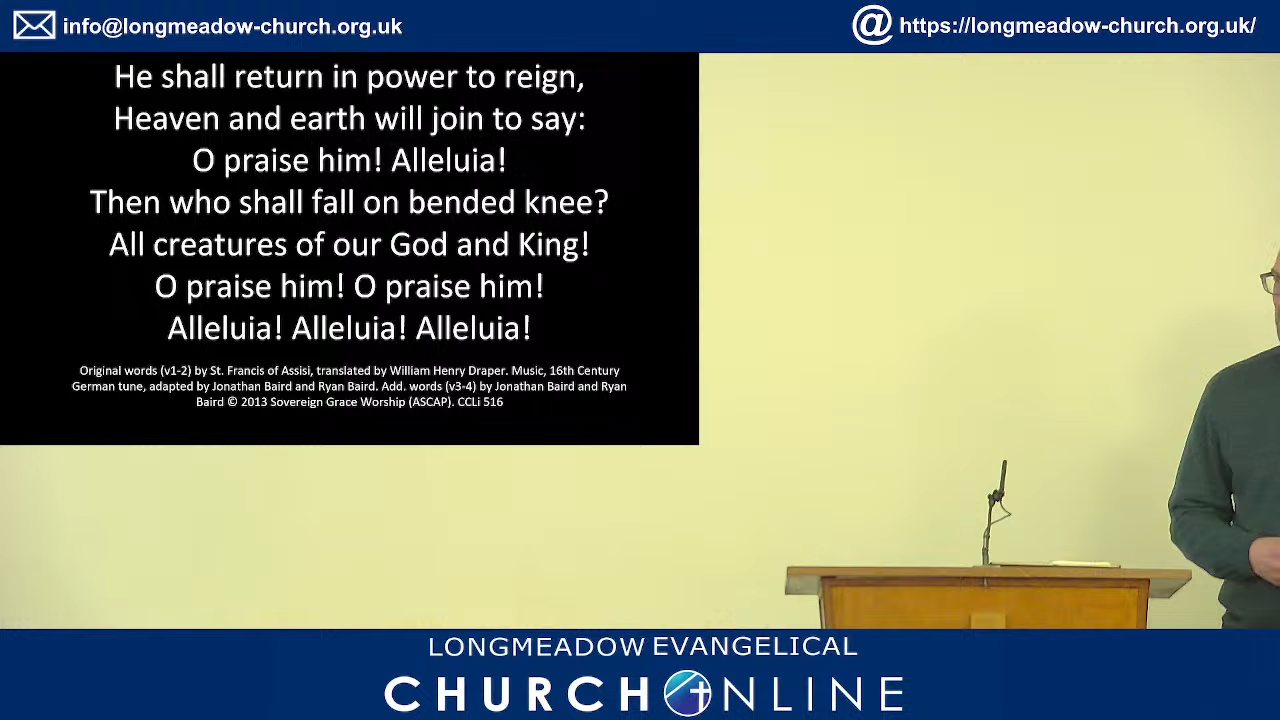 info@longmeadow-church.org.uk
https://longmeadow-church.org.uk/
He shall return in power to reign,
Heaven and earth will join to say:
O praise him! Alleluia!
Then who shall fall on bended knee?
All creatures of our God and King!
O praise him! O praise him!
Alleluia! Alleluia! Alleluia!
Original words (v1-2) by St. Francis of Assisi, translated by William Henry Draper. Music, 16th Century
German tune, adapted by Jonathan Baird and Ryan Baird. Add. words (v3-4) by Jonathan Baird and Ryan
Baird © 2013 Sovereign Grace Worship (ASCAP). CCLi 516
LONGMEADOW EVANGELICAL
CHURCH ONLINE